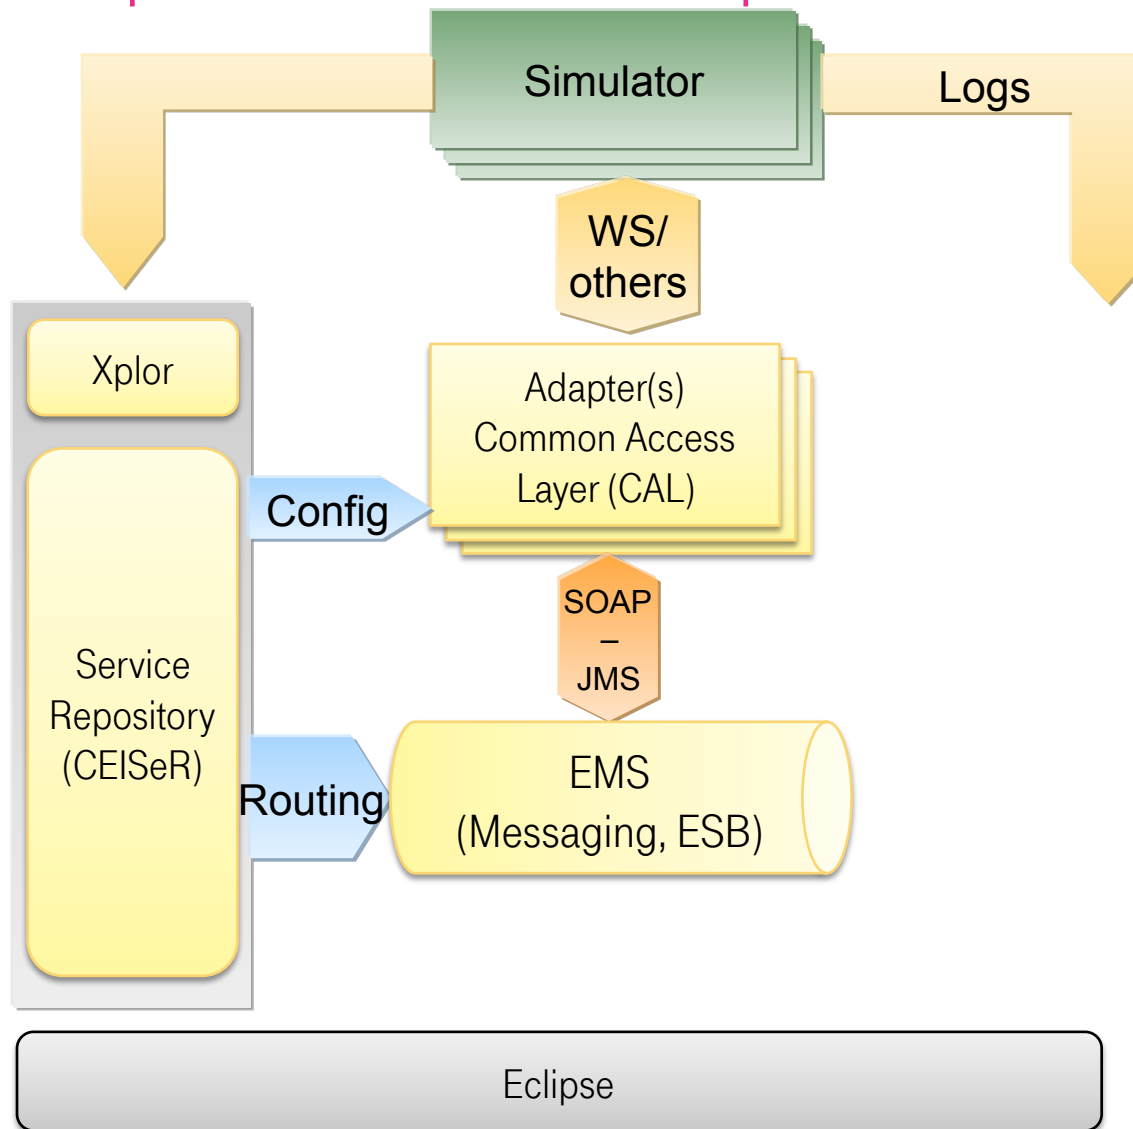 Simulator
Logs
WS/
others
Xplor
Adapter(s)
Common Access
Layer (CAL)
Config
SOAP
–
JMS
Service
Repository
(CEISeR)
Routing
EMS
(Messaging, ESB)
Eclipse